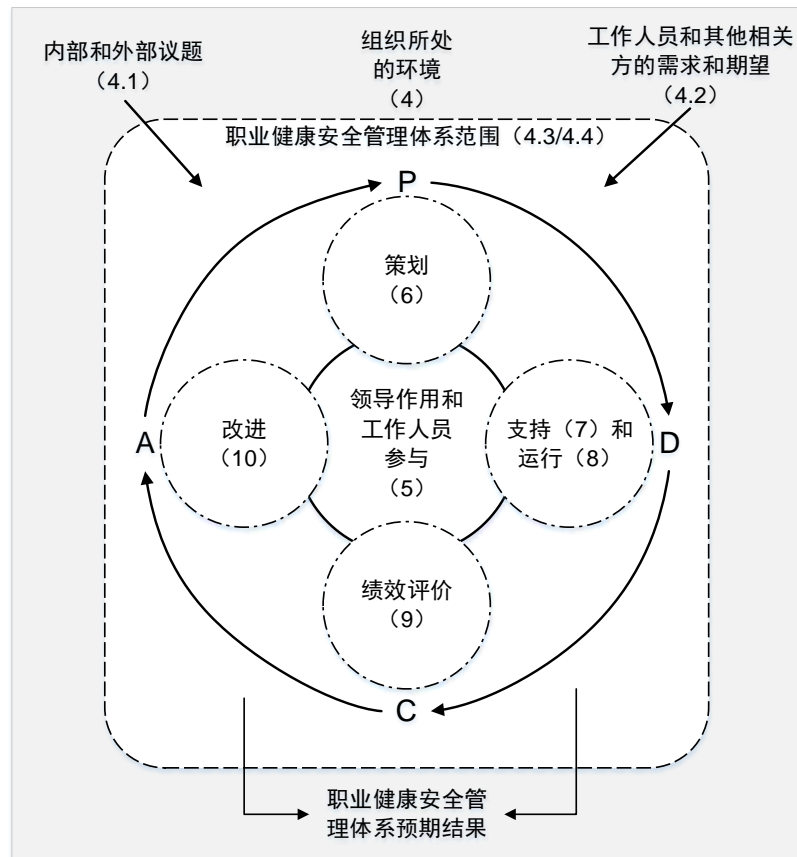 内部和外部议题
（4.1）
组织所处
的环境
（4）
工作人员和其他相关
方的需求和期望
（4.2）
职业健康安全管理体系范围（4.3/4.4）
P
策划
（6）
A
改进
（10）
领导作用和
工作人员
参与
（5）
支持（7）和
运行（8）
D
绩效评价
（9）
C
职业健康安全管
理体系预期结果